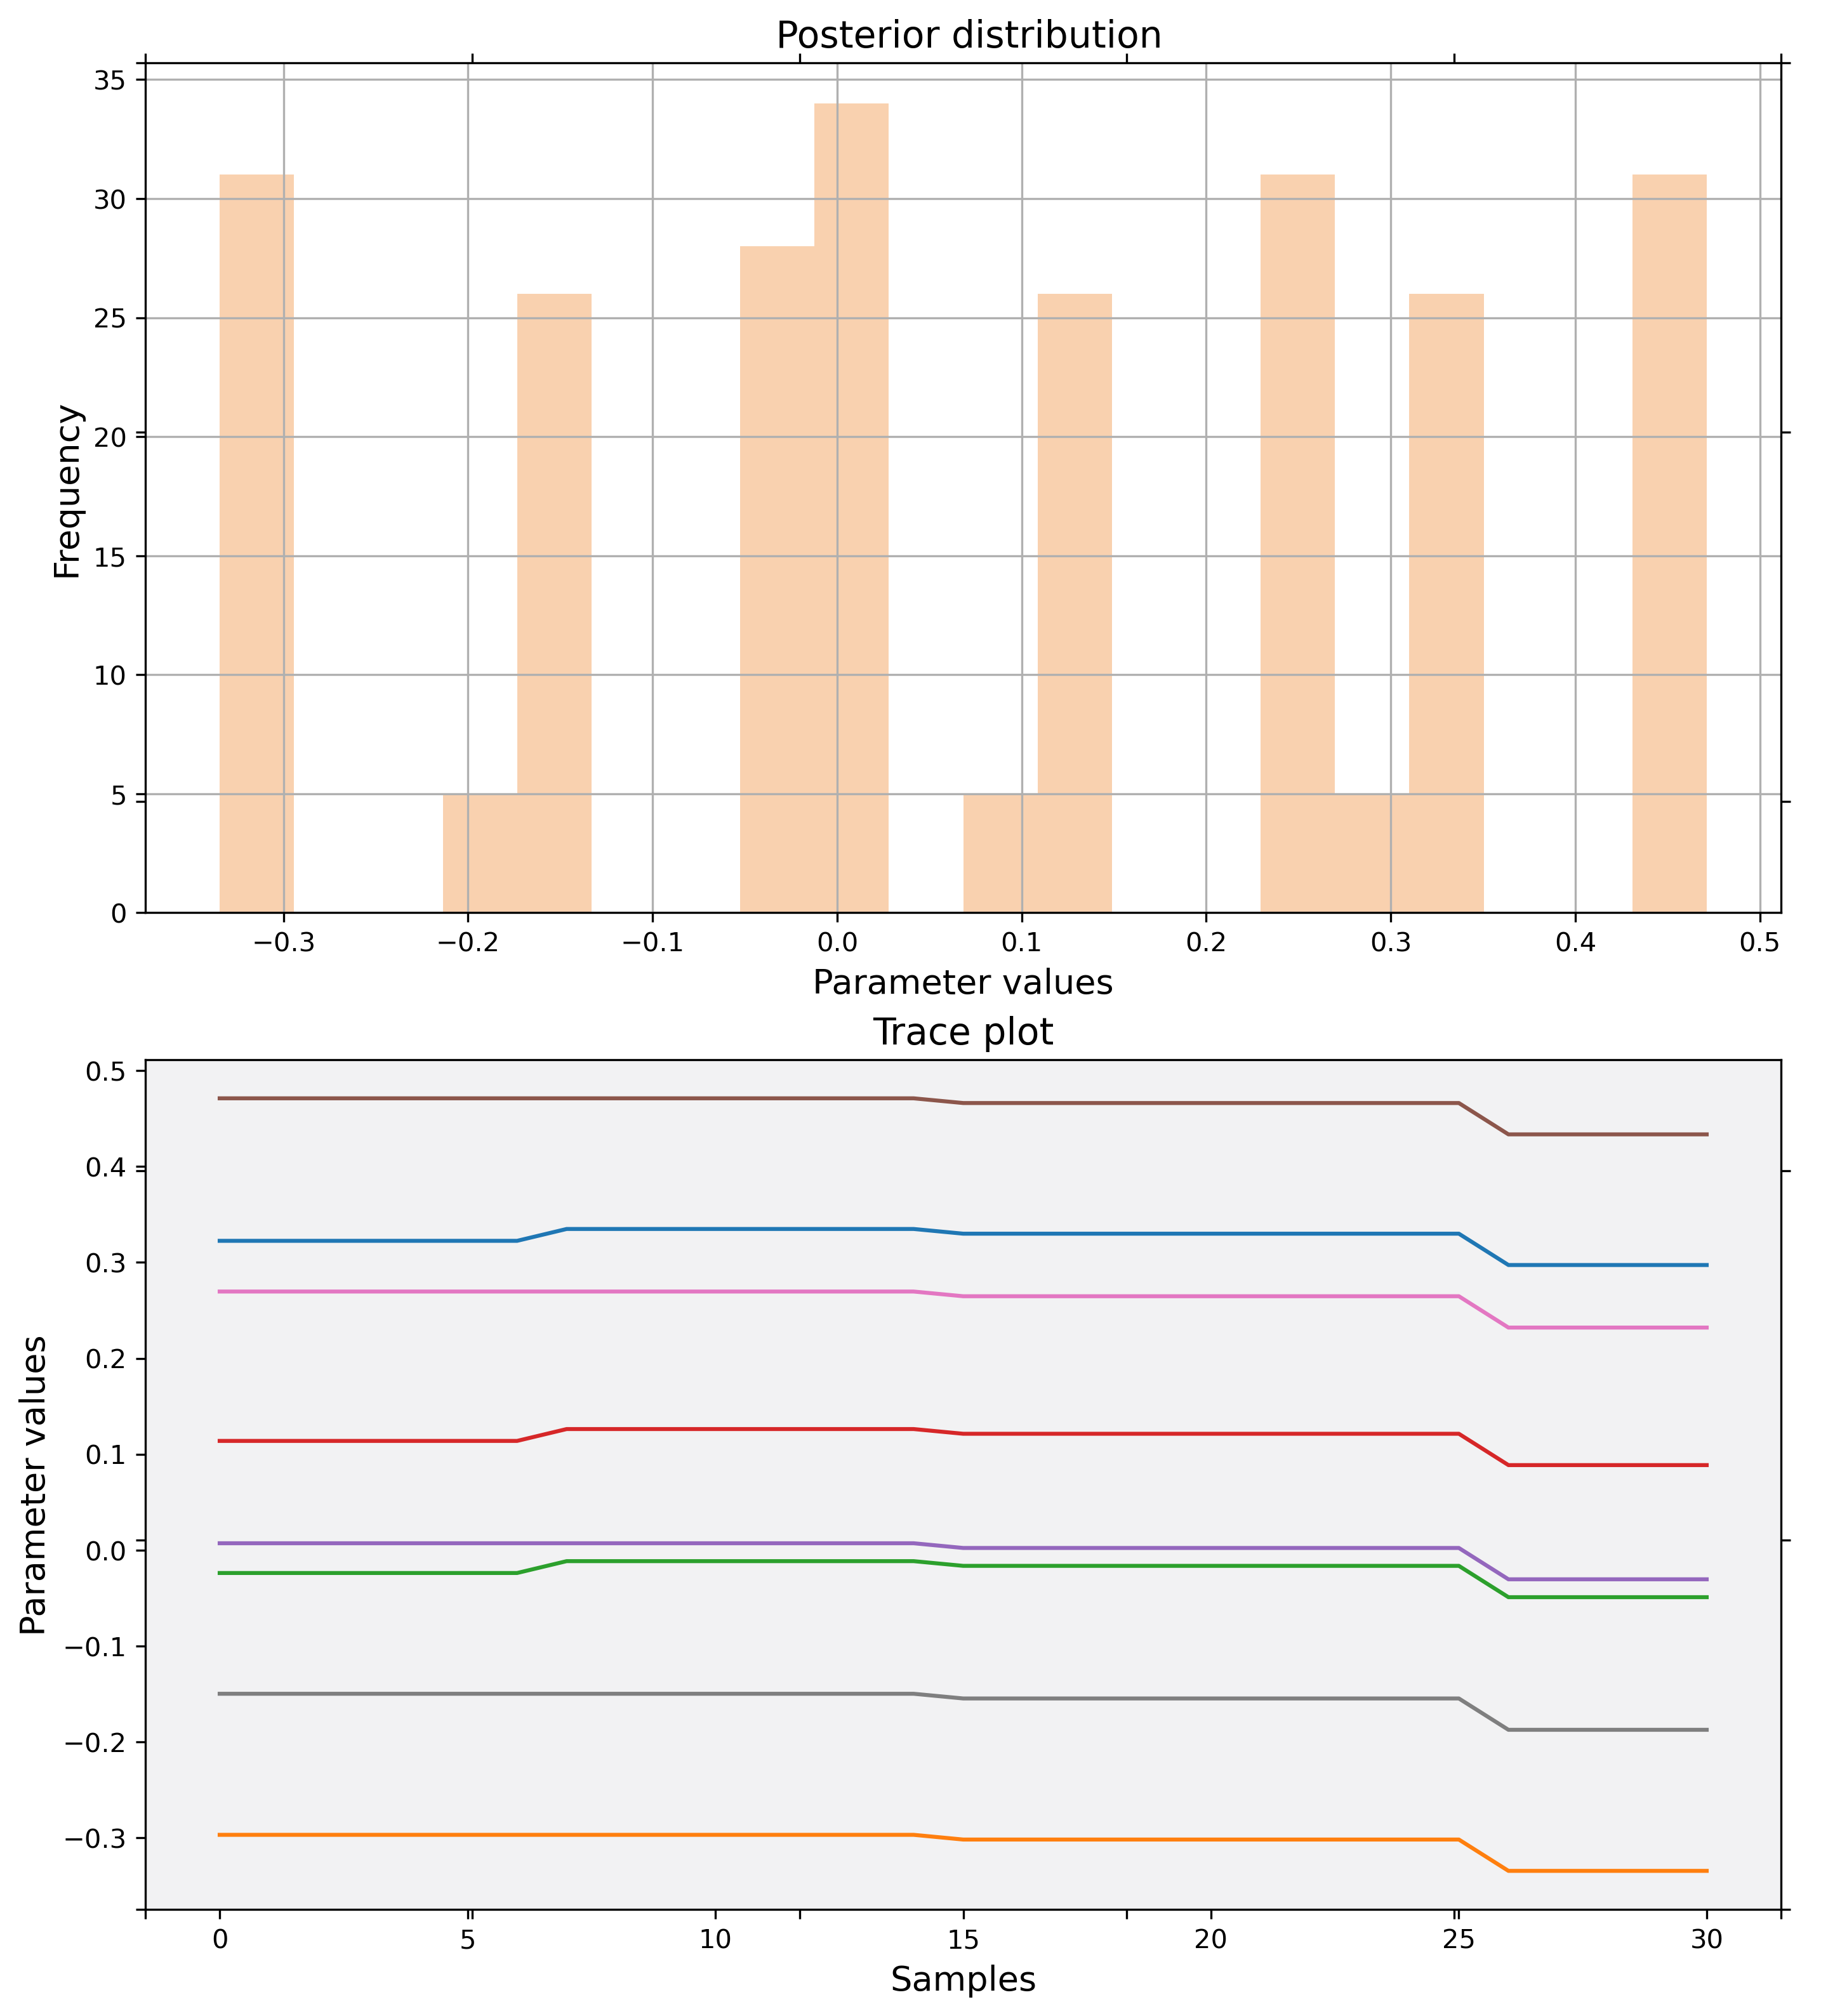 Posterior distribution
35
30
25
20
15
10
5
0
Frequency
−0.3 −0.2 −0.1 0.0 0.1 0.2 0.3 0.4 0.5
Parameter values
Trace plot
0.5
0.4
0.3
0.2
0.1
0.0
−0.1
−0.2
−0.3
Parameter values
0 5 10 15 20 25 30
Samples